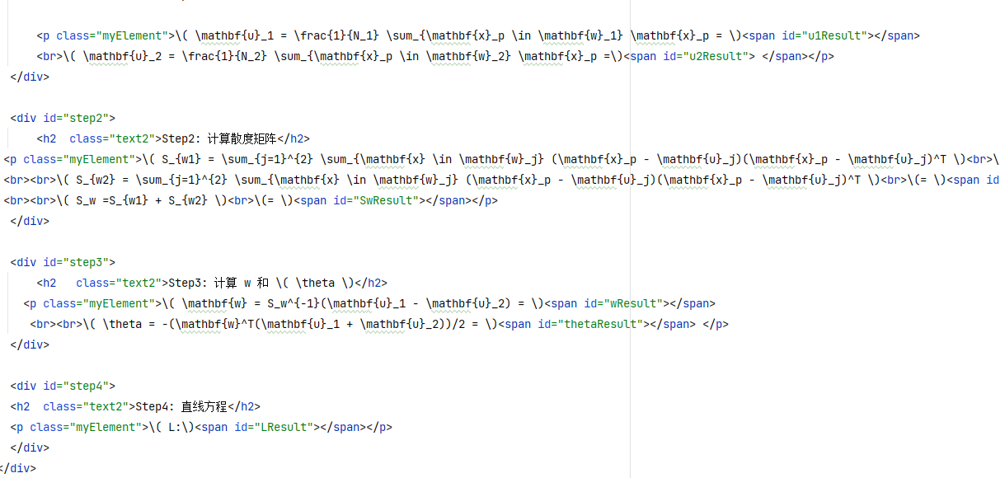 <p class="myElement">\( \mathbf{u}_1 = \frac{1}{N_1} \sum_{\mathbf{x}_p \in \mathbf{w}_1} \mathbf{x}_p = \)<span id="u1Result"></span>
<br>\( \mathbf{u}_2 = \frac{1}{N_2} \sum_{\mathbf{x}_p \in \mathbf{w}_2} \mathbf{x}_p =\)<span id="u2Result"> </span></p>
</div>
<div id="step2">
<h2  class="text2">Step2: 计算散度矩阵</h2>
<p class="myElement">\( S_{w1} = \sum_{j=1}^{2} \sum_{\mathbf{x} \in \mathbf{w}_j} (\mathbf{x}_p - \mathbf{u}_j)(\mathbf{x}_p - \mathbf{u}_j)^T \)<br>\
<br><br>\( S_{w2} = \sum_{j=1}^{2} \sum_{\mathbf{x} \in \mathbf{w}_j} (\mathbf{x}_p - \mathbf{u}_j)(\mathbf{x}_p - \mathbf{u}_j)^T \)<br>\(= \)<span id
<br><br>\( S_w =S_{w1} + S_{w2} \)<br>\(= \)<span id="SwResult"></span></p>
</div>
<div id="step3">
<h2   class="text2">Step3: 计算 w 和 \( \theta \)</h2>
<p class="myElement">\( \mathbf{w} = S_w^{-1}(\mathbf{u}_1 - \mathbf{u}_2) = \)<span id="wResult"></span>
<br><br>\( \theta = -(\mathbf{w}^T(\mathbf{u}_1 + \mathbf{u}_2))/2 = \)<span id="thetaResult"></span> </p>
</div>
<div id="step4">
<h2  class="text2">Step4: 直线方程</h2>
<p class="myElement">\( L:\)<span id="LResult"></span></p>
</div>
</div>